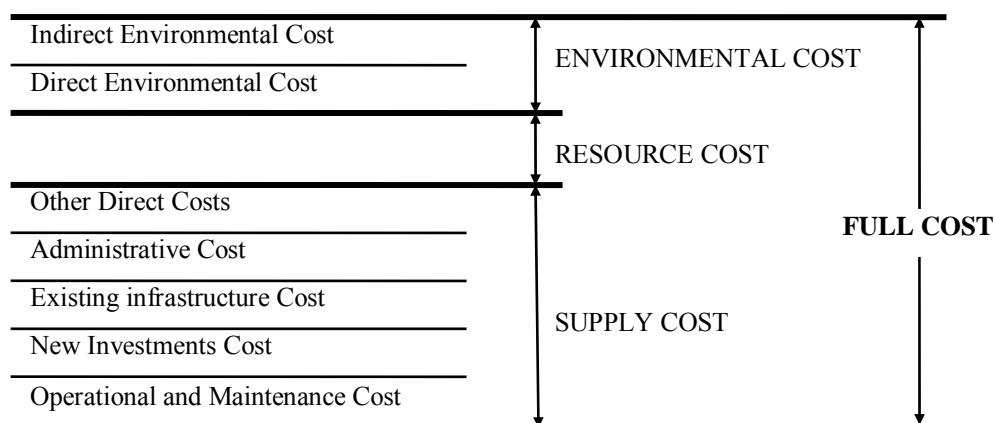 Indirect Environmental Cost
ENVIRONMENTAL COST
Direct Environmental Cost
RESOURCE COST
Other Direct Costs
FULL COST
Administrative Cost
Existing infrastructure Cost
SUPPLY COST
New Investments Cost
Operational and Maintenance Cost